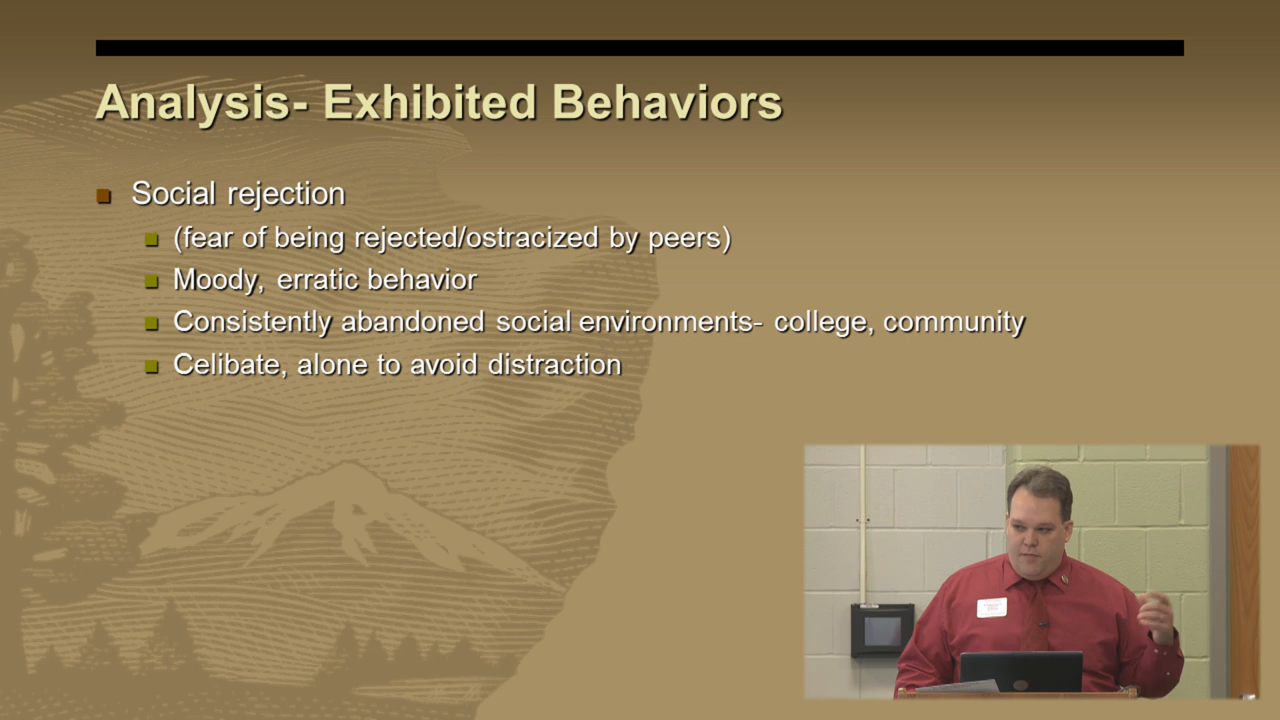 Analysis- Exhibited Behaviors
Social rejection
(fear of being rejected/ostracized by peers)
Moody, erratic behavior
Consistently abandoned social environments- college, community
Celibate, alone to avoid distraction